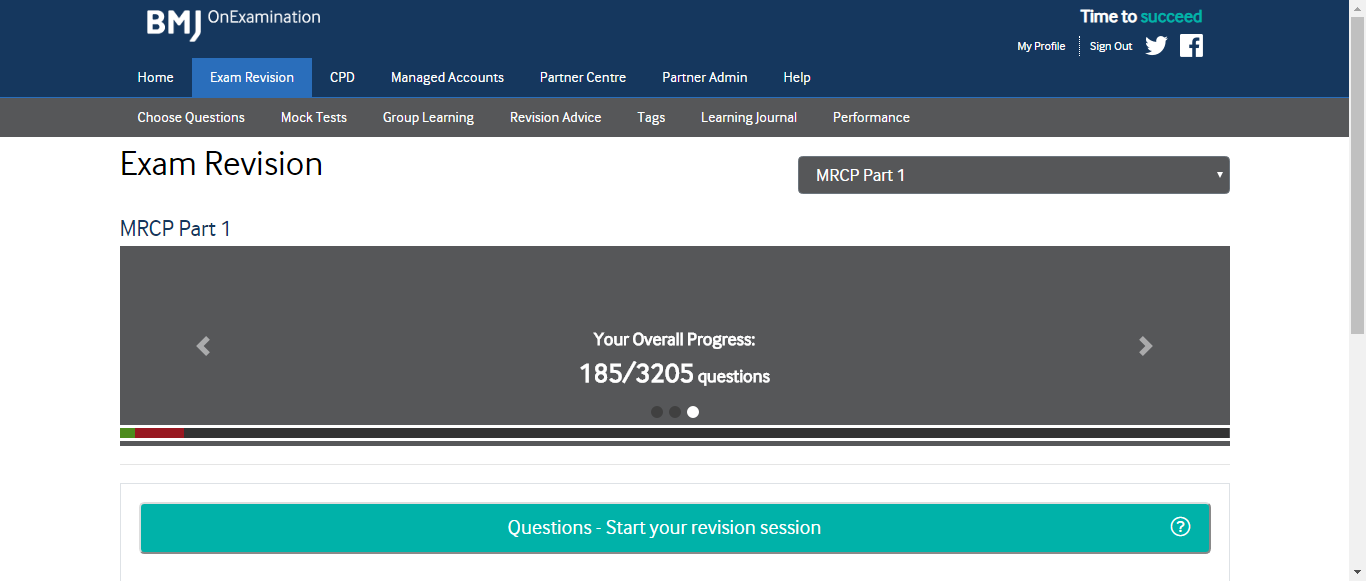 BMJ OnExamination
Time to succeed
My Profile Sign Out
Home Exam Revision CPD Managed Accounts Partner Centre Partner Admin Help
Choose Questions Mock Tests Group Learning Revision Advice Tags Learning Journal Performance
Exam Revision
MRCP Part 1
MRCP Part 1
Your Overall Progress:
185/3205 questions
Questions - Start your revision session ?